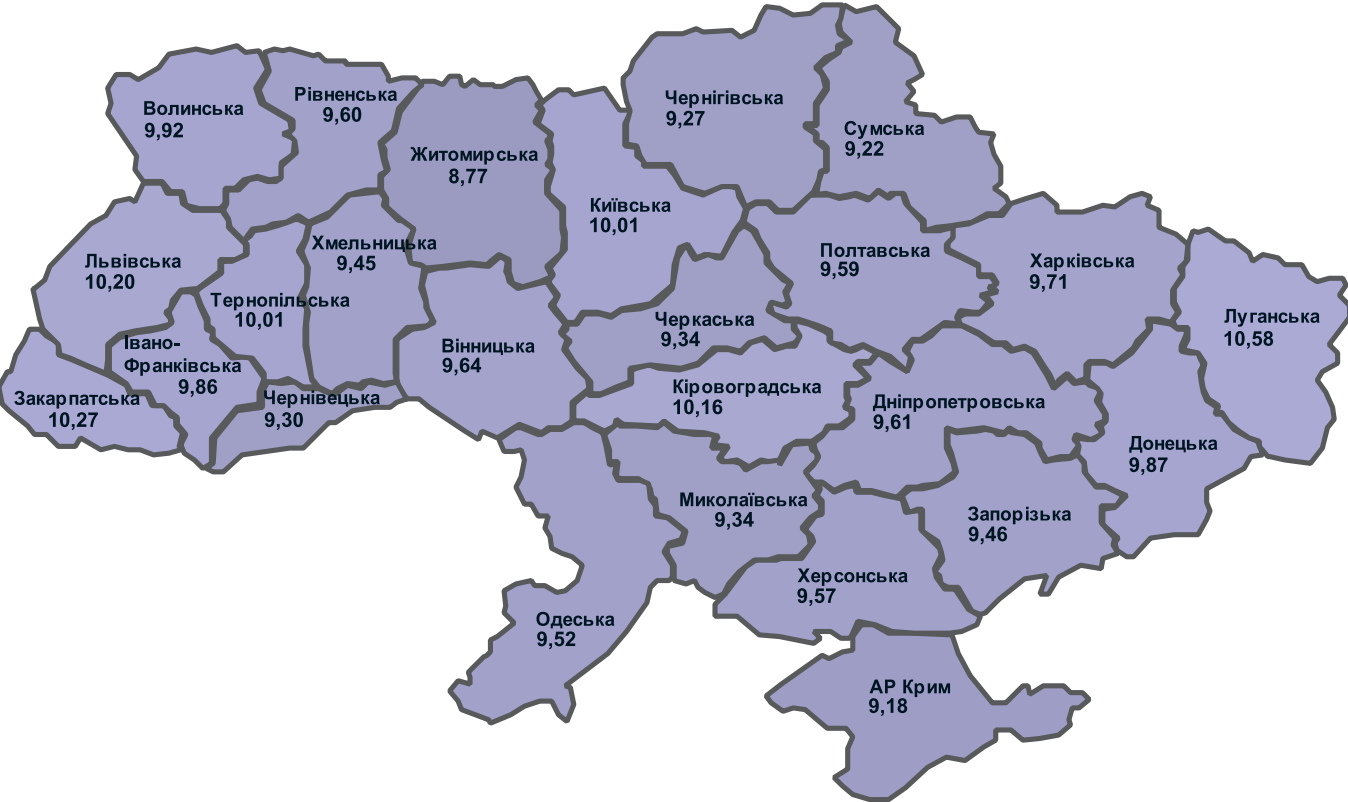 Волинська
9,92
Рівненська
9,60
Житомирська
8,77
Чернігівська
9,27
Сумська
9,22
Київська
10,01
Хмельницька
9,45
Львівська
10,20
Тернопільська
10,01
Полтавська
9,59
Харківська
9,71
Луганська
10,58
Черкаська
9,34
Вінницька
9,64
Івано-
Франківська
9,86
Закарпатська
10,27
Чернівецька
9,30
Кіровоградська
10,16
Дніпропетровська
9,61
Донецька
9,87
Миколаївська
9,34
Запорізька
9,46
Херсонська
9,57
Одеська
9,52
АР Крим
9,18